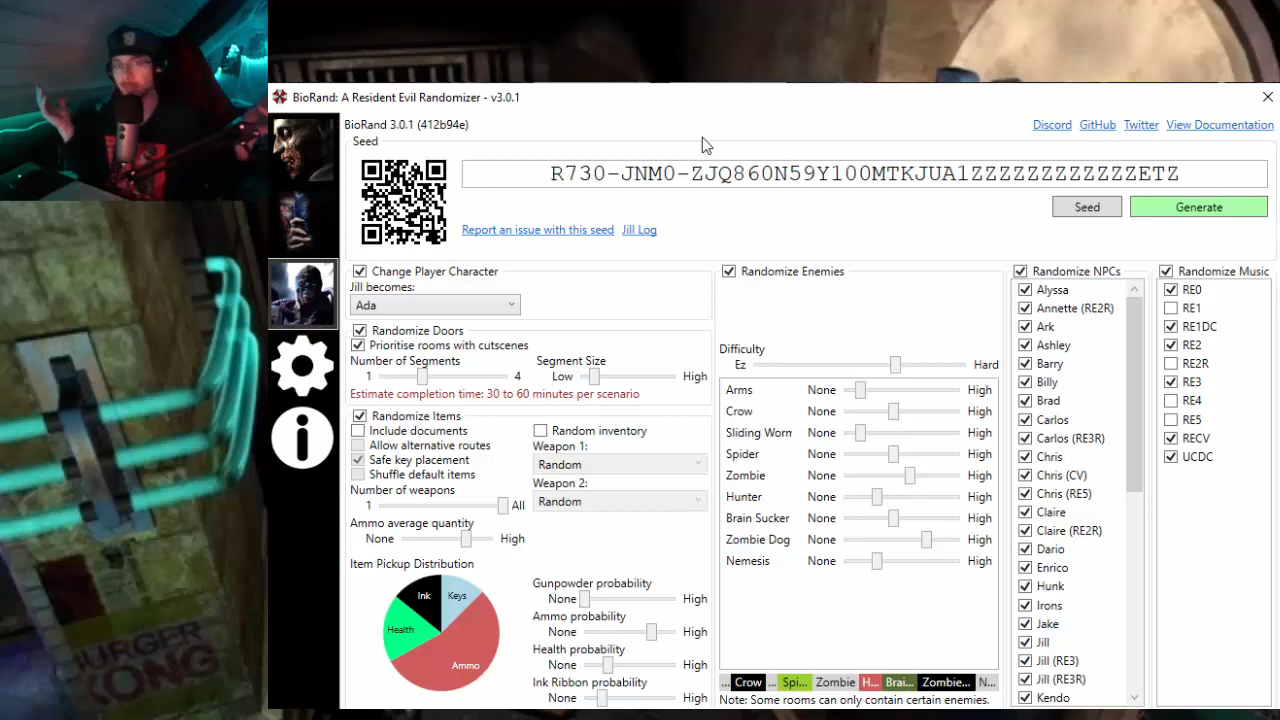 BioRand: A Resident Evil Randomizer - v3.0.1
BioRand 3.0.1 (412b94e)
Discord GitHub Twitter View Documentation
Seed
R730-JNM0-ZJQ860N59Y100MTKJUA1ZZZZZZZZZZZZETZ
Seed Generate
Report an issue with this seed Jill Log
Change Player Character
Jill becomes:
Ada
Randomize Doors
Prioritise rooms with cutscenes
Number of Segments Segment Size
1 4 Low High
Estimate completion time: 30 to 60 minutes per scenario
Randomize Items
Include documents
Allow alternative routes
Safe key placement
Shuffle default items
Number of weapons
1 All
Ammo average quantity
None High
Random inventory
Weapon 1:
Random
Weapon 2:
Random
Item Pickup Distribution
Ink Keys
Health
Ammo
Gunpowder probability
None High
Ammo probability
None High
Health probability
None High
Ink Ribbon probability
None High
Randomize Enemies
Difficulty
Ez Hard
Arms None High
Crow None High
Sliding Worn None High
Spider None High
Zombie None High
Hunter None High
Brain Sucker None High
Zombie Dog None High
Nemesis None High
... Crow ... Spi... Zombie H... Brai... Zombie... N...
Note: Some rooms can only contain certain enemies.
Randomize NPCs
Alyssa
Annette (RE2R)
Ark
Ashley
Barry
Billy
Brad
Carlos
Carlos (RE3R)
Chris
Chris (CV)
Chris (RE5)
Claire
Claire (RE2R)
Dario
Enrico
Hunk
Irons
Jake
Jill
Jill (RE3)
Jill (RE3R)
Kendo
Randomize Music
RE0
RE1
RE1DC
RE2
RE2R
RE3
RE4
RE5
RECV
UCDC